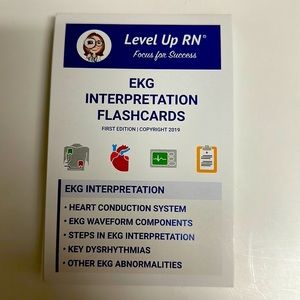 Level Up RN©
Focus for Success
EKG
INTERPRETATION
FLASHCARDS
FIRST EDITION | COPYRIGHT 2019
EKG INTERPRETATION
• HEART CONDUCTION SYSTEM
• EKG WAVEFORM COMPONENTS
• STEPS IN EKG INTERPRETATION
• KEY DYSRHYTHMIAS
• OTHER EKG ABNORMALITIES